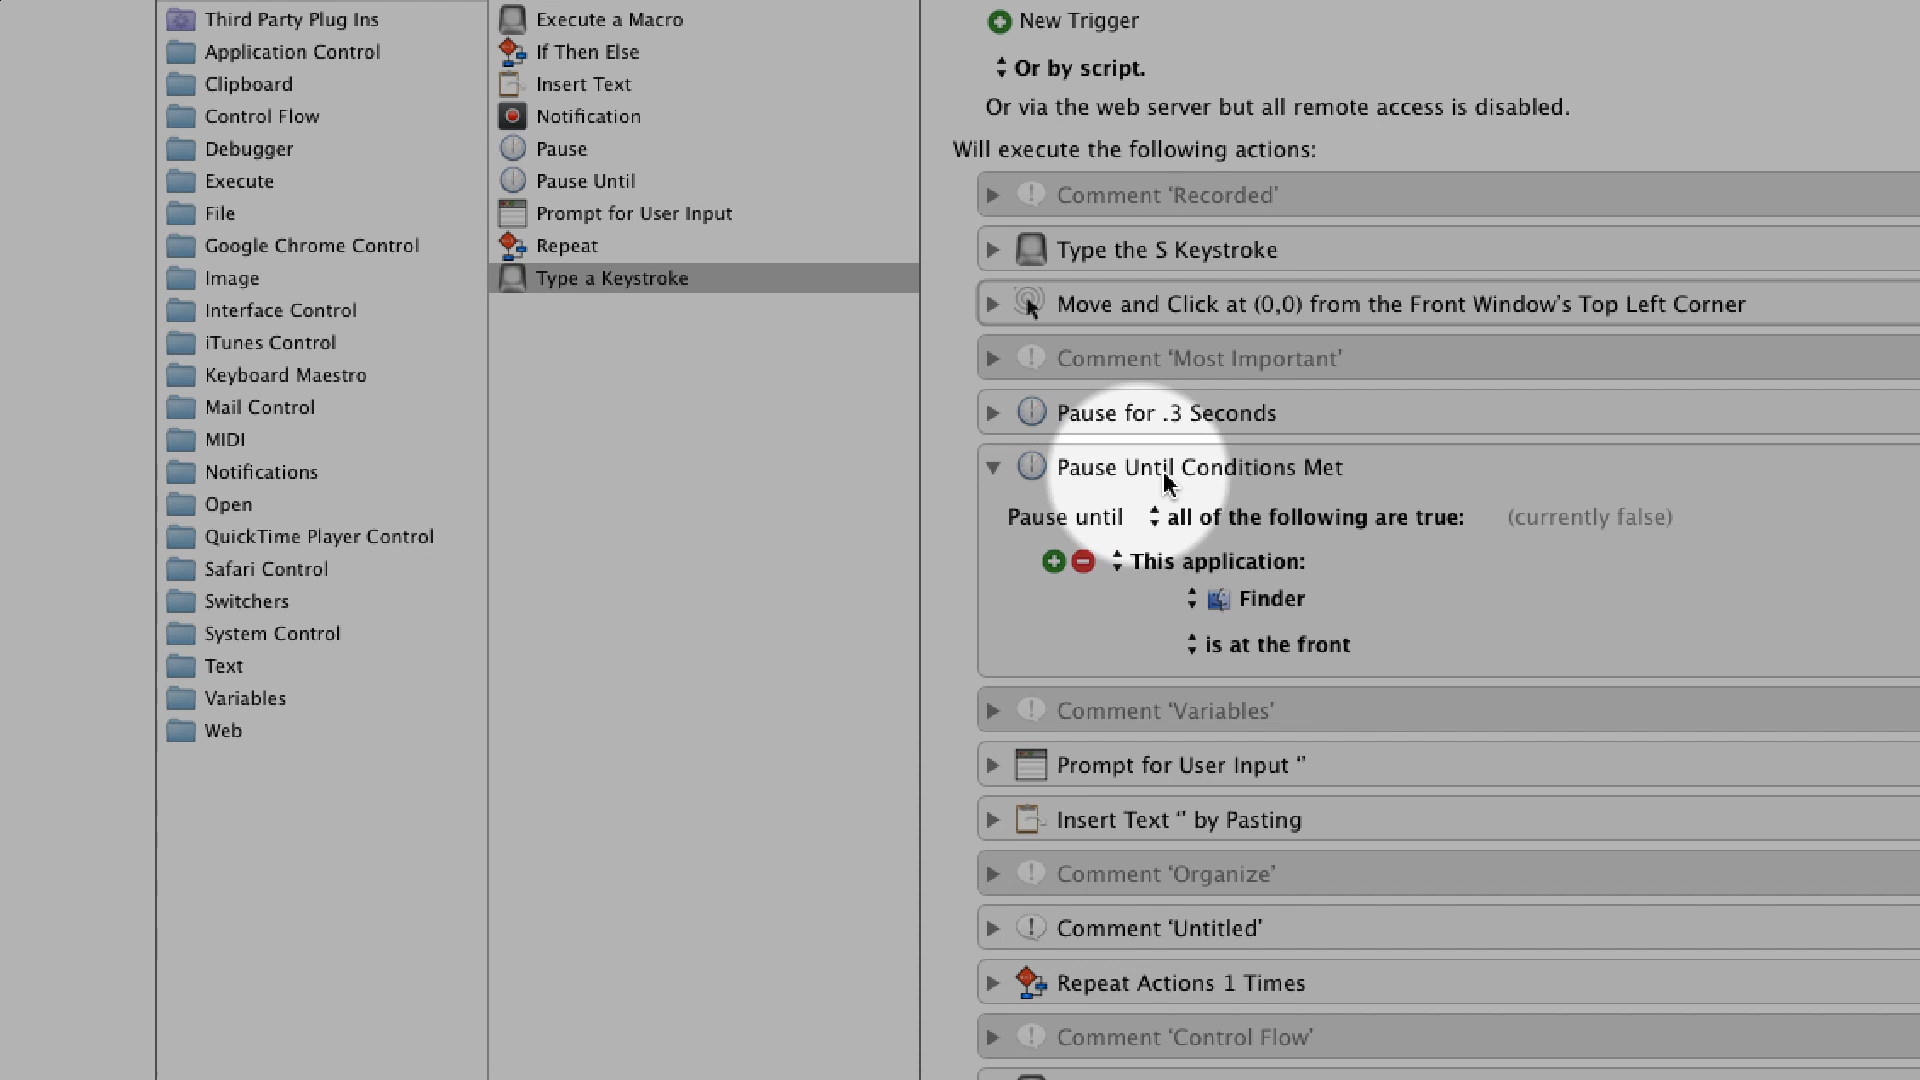 Third Party Plug Ins
Application Control
Clipboard
Control Flow
Debugger
Execute
File
Google Chrome Control
Image
Interface Control
iTunes Control
Keyboard Maestro
Mail Control
MIDI
Notifications
Open
QuickTime Player Control
Safari Control
Switchers
System Control
Text
Variables
Web
Execute a Macro
If Then Else
Insert Text
Notification
Pause
Pause Until
Prompt for User Input
Repeat
Type a Keystroke
New Trigger
Or by script.
Or via the web server but all remote access is disabled.
Will execute the following actions:
Comment ‘Recorded’
Type the S Keystroke
Move and Click at (0,0) from the Front Window’s Top Left Corner
Comment ‘Most Important’
Pause for .3 Seconds
Pause Until Conditions Met
Pause until all of the following are true: (currently false)
This application:
Finder
is at the front
Comment ‘Variables’
Prompt for User Input ‘’
Insert Text “” by Pasting
Comment ‘Organize’
Comment ‘Untitled’
Repeat Actions 1 Times
Comment ‘Control Flow’